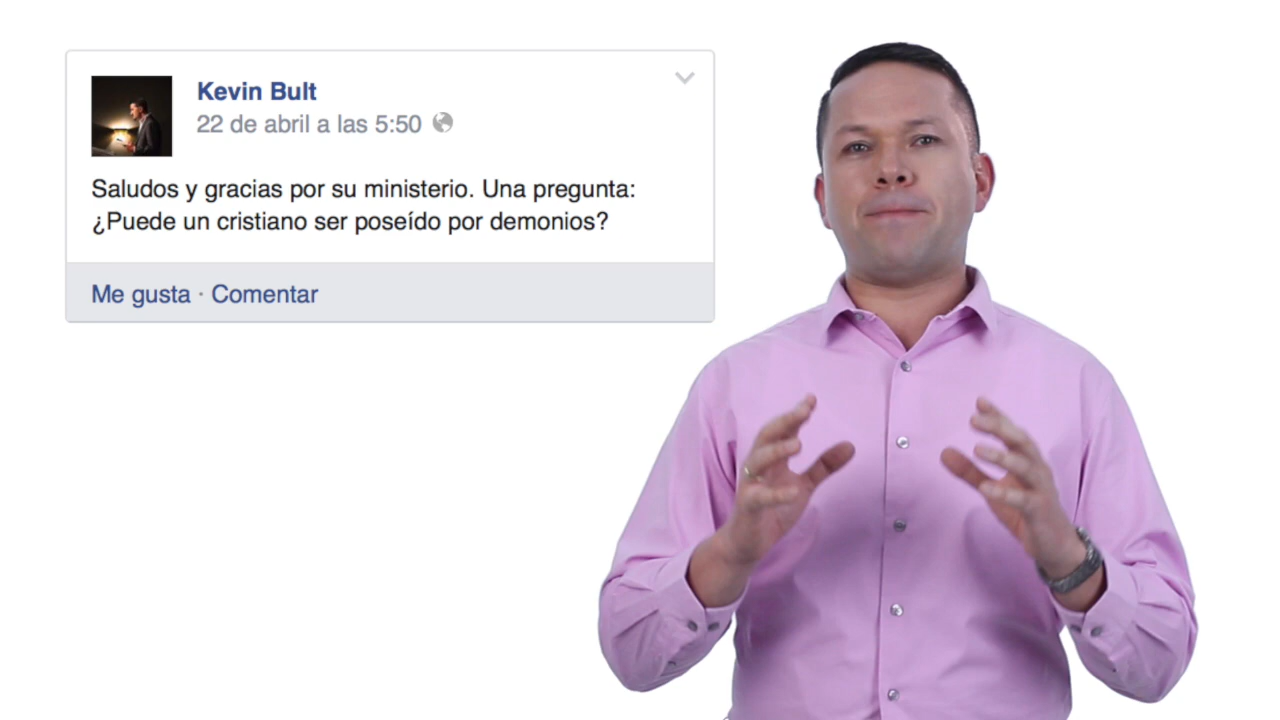 Kevin Bult
22 de abril a las 5:50
Saludos y gracias por su ministerio. Una pregunta:
¿Puede un cristiano ser poseído por demonios?
Me gusta · Comentar